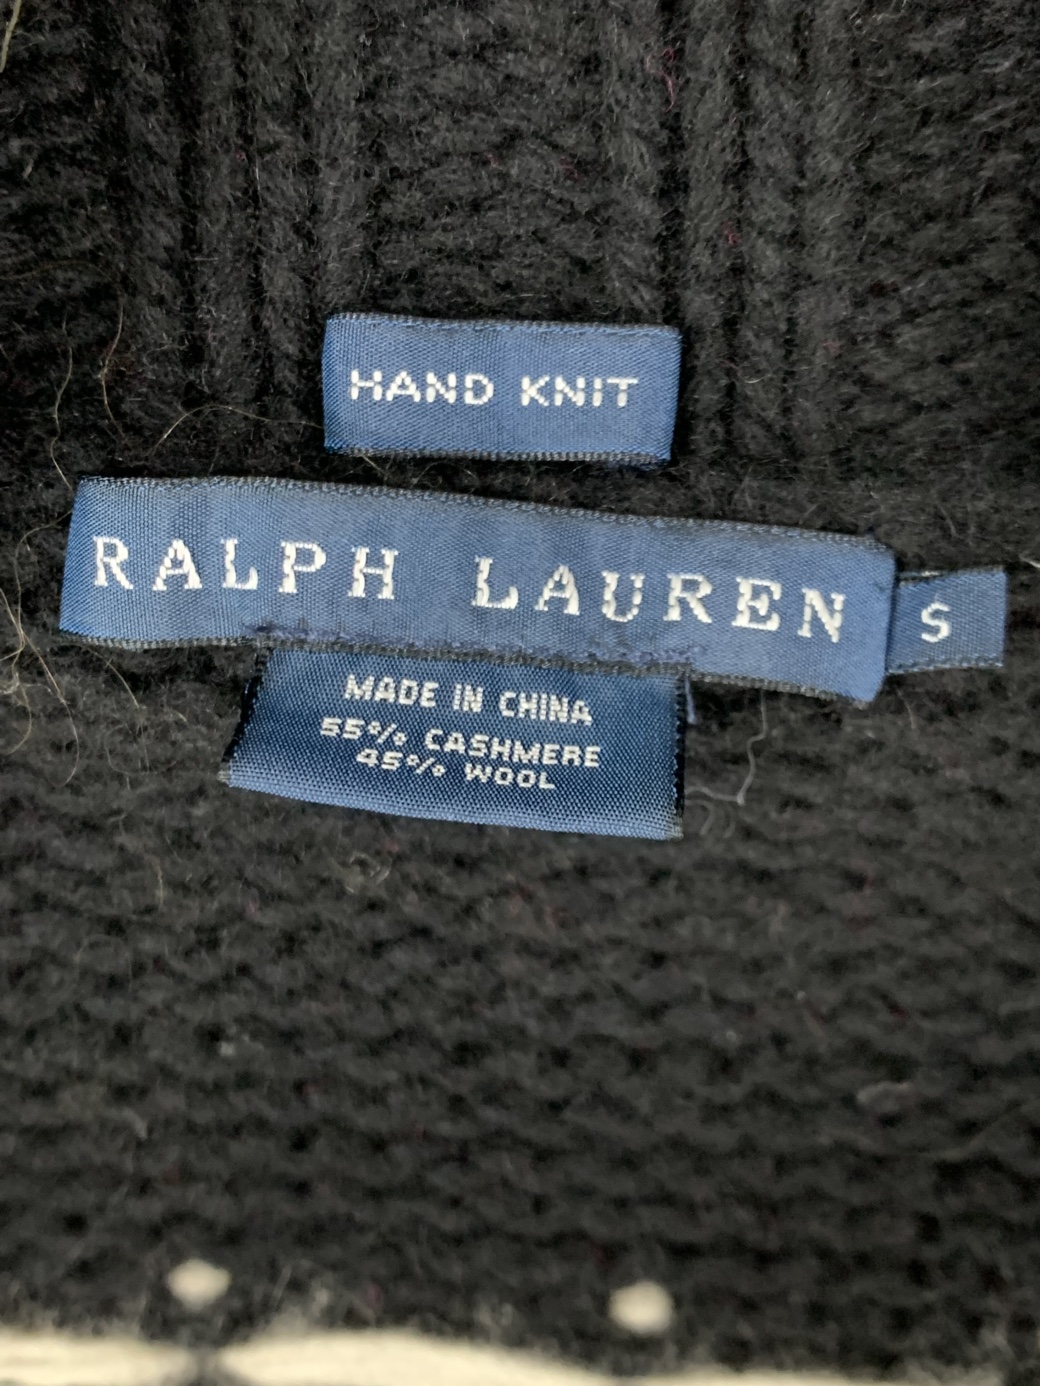 HAND KNIT
RALPH LAUREN
S
MADE IN CHINA
55% CASHMERE
45% WOOL